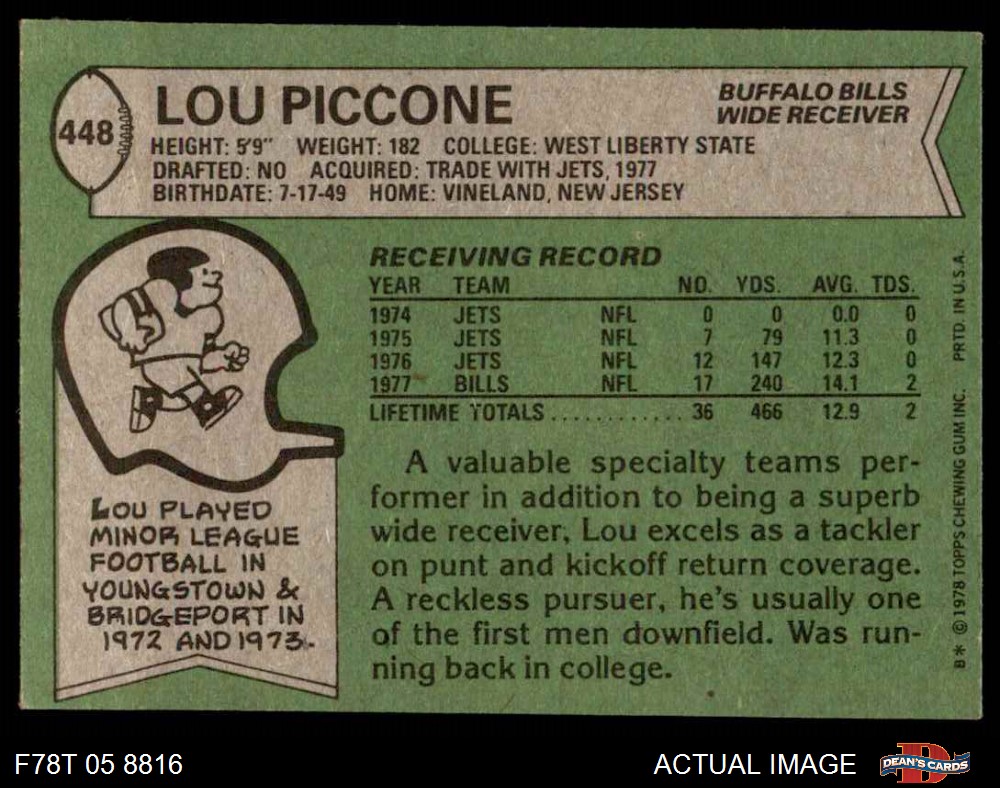 448
LOU PICCONE
BUFFALO BILLS
WIDE RECEIVER
HEIGHT: 5'9" WEIGHT: 182 COLLEGE: WEST LIBERTY STATE
DRAFTED: NO ACQUIRED: TRADE WITH JETS, 1977
BIRTHDATE: 7-17-49 HOME: VINELAND, NEW JERSEY
RECEIVING RECORD
YEAR TEAM NO. YDS. AVG. TDS.
1974 JETS NFL 0 0 0.0 0
1975 JETS NFL 7 79 11.3 0
1976 JETS NFL 12 147 12.3 0
1977 BILLS NFL 17 240 14.1 2
LIFETIME TOTALS............ 36 466 12.9 2
A valuable specialty teams per-
former in addition to being a superb
wide receiver, Lou excels as a tackler
on punt and kickoff return coverage.
A reckless pursuer, he's usually one
of the first men downfield. Was run-
ning back in college.
LOU PLAYED
MINOR LEAGUE
FOOTBALL IN
YOUNGSTOWN &
BRIDGEPORT IN
1972 AND 1973.
B* © 1978 TOPPS CHEWING GUM INC. PRTD. IN U.S.A.
F78T 05 8816
ACTUAL IMAGE
D
DEAN'S CARDS